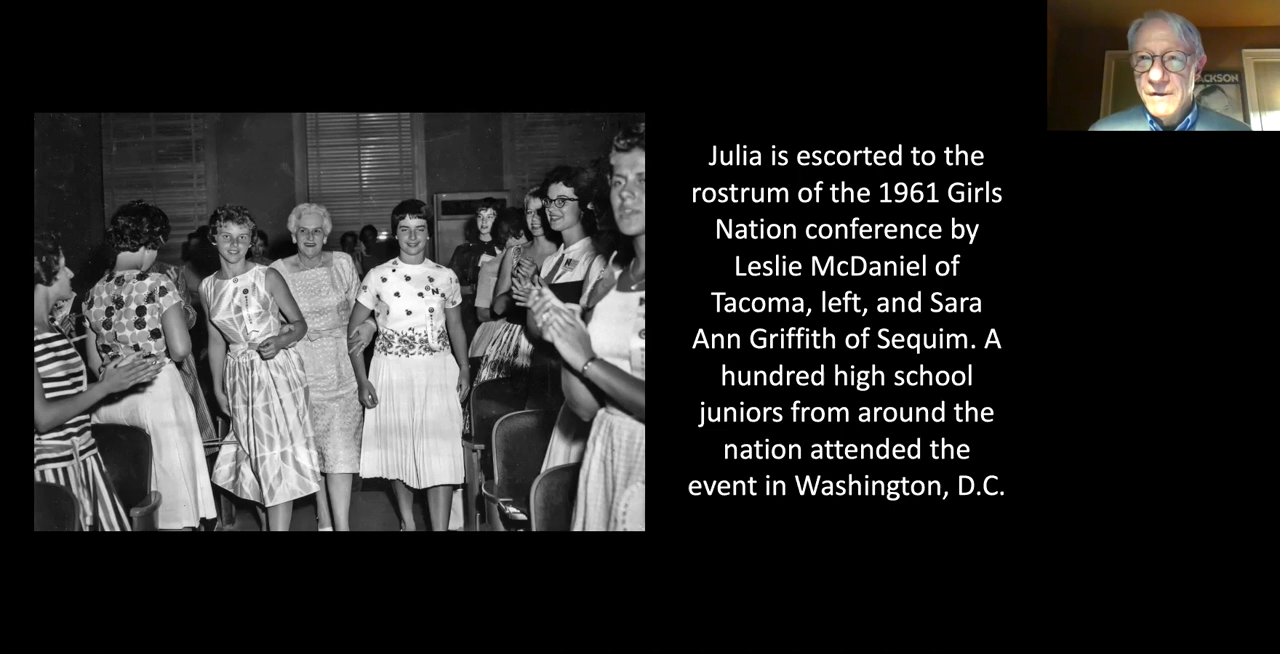 ACKSON
Julia is escorted to the
rostrum of the 1961 Girls
Nation conference by
Leslie McDaniel of
Tacoma, left, and Sara
Ann Griffith of Sequim. A
hundred high school
juniors from around the
nation attended the
event in Washington, D.C.